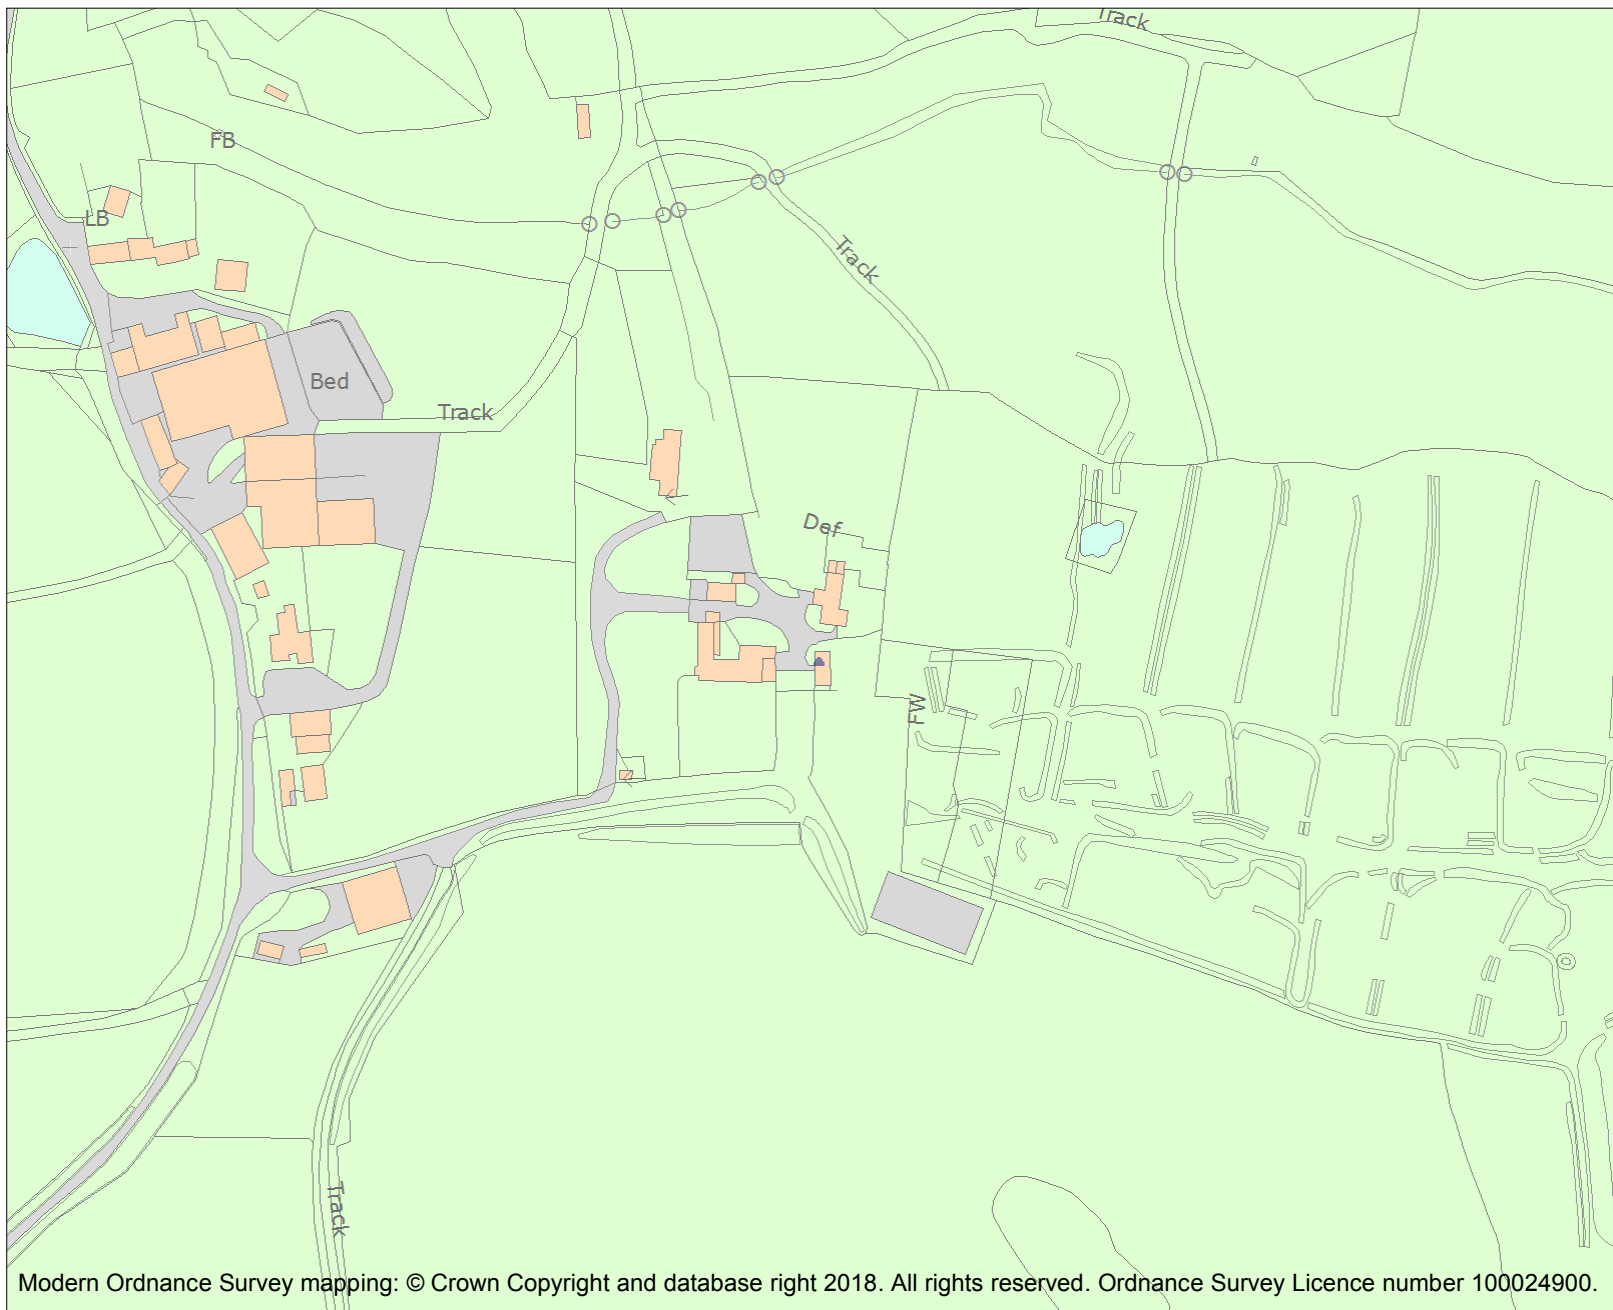 Track
FB
LB
Track
Bed
Track
Def
FW
Track
Modern Ordnance Survey mapping: © Crown Copyright and database right 2018. All rights reserved. Ordnance Survey Licence number 100024900.